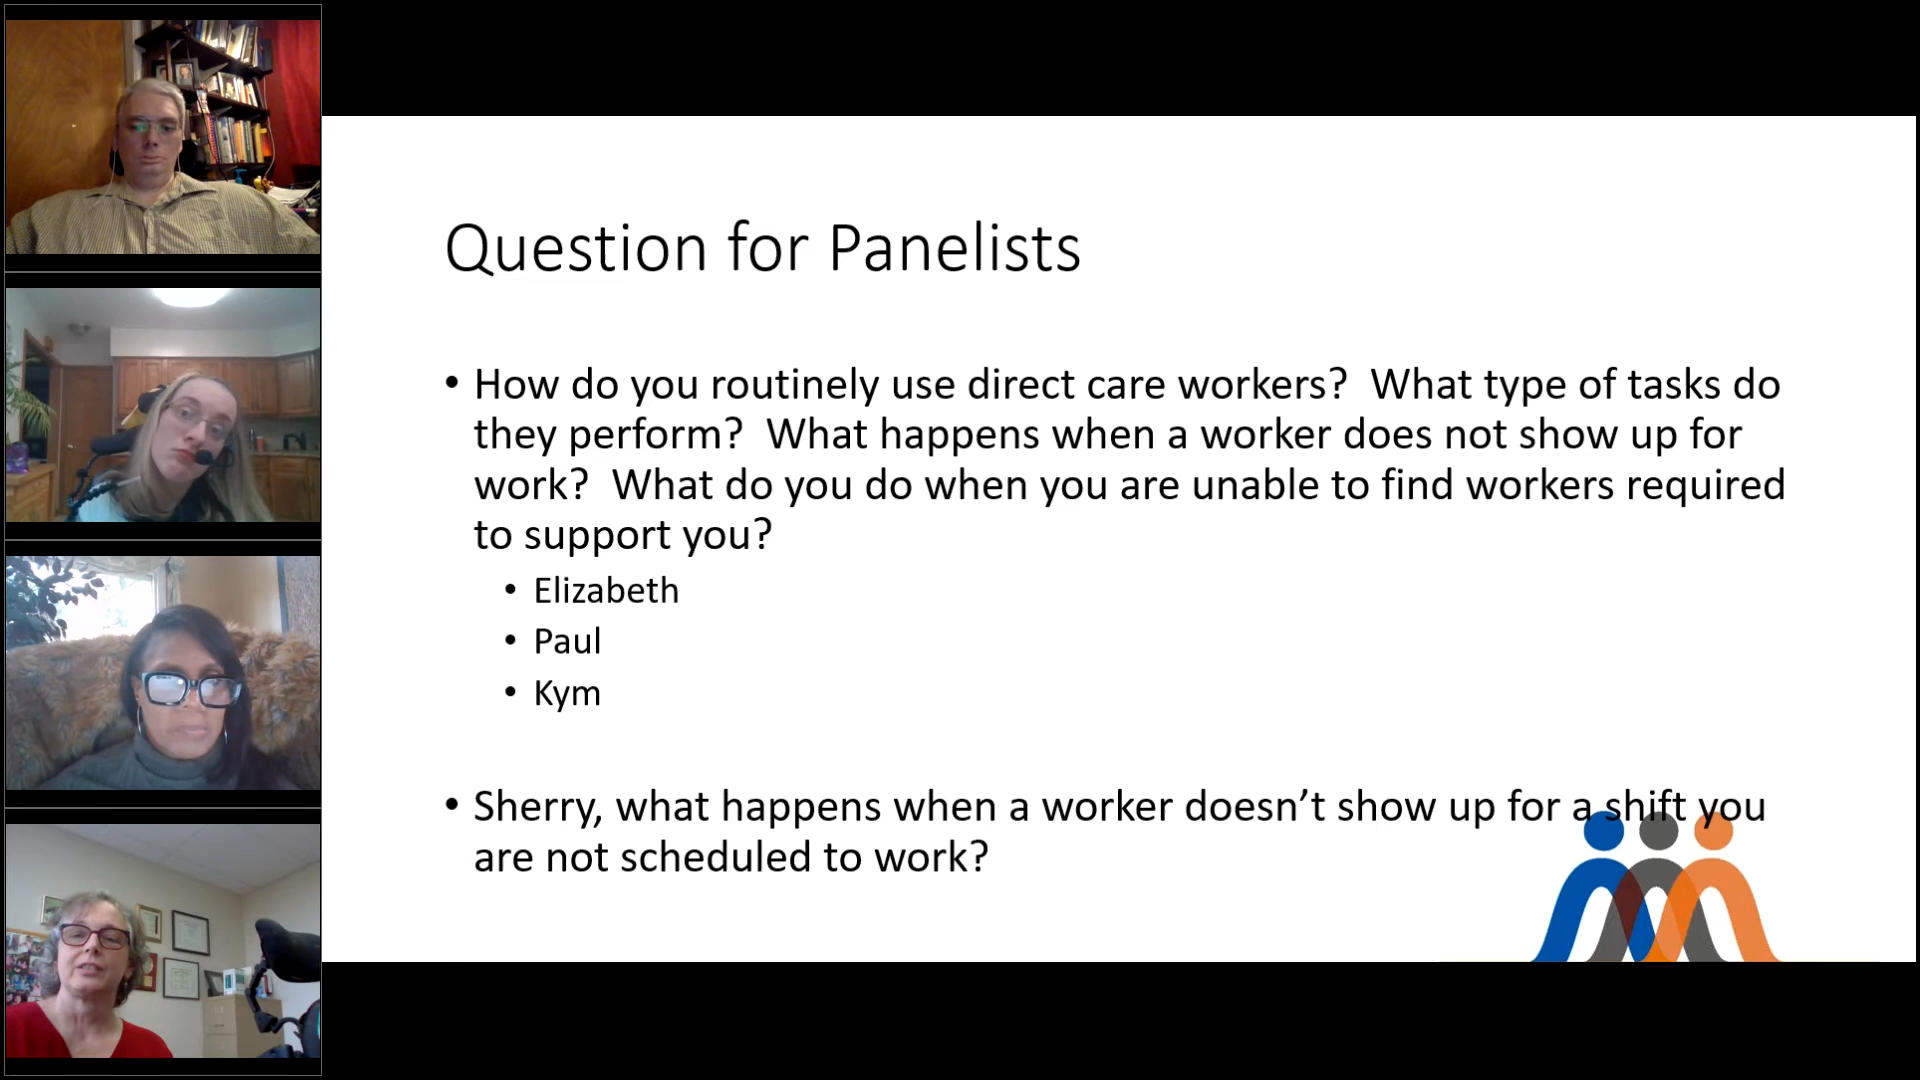 Question for Panelists
• How do you routinely use direct care workers?  What type of tasks do
they perform?  What happens when a worker does not show up for
work?  What do you do when you are unable to find workers required
to support you?
• Elizabeth
• Paul
• Kym
• Sherry, what happens when a worker doesn’t show up for a shift you
are not scheduled to work?